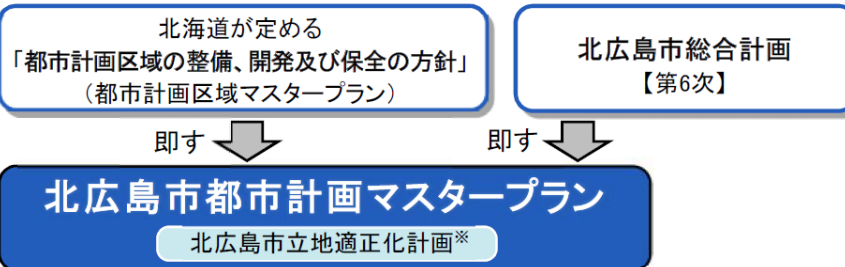 北海道が定める
「都市計画区域の整備、開発及び保全の方針」
（都市計画区域マスタープラン）
北広島市総合計画
【第6次】
即す
即す
北広島市都市計画マスタープラン
北広島市立地適正化計画※